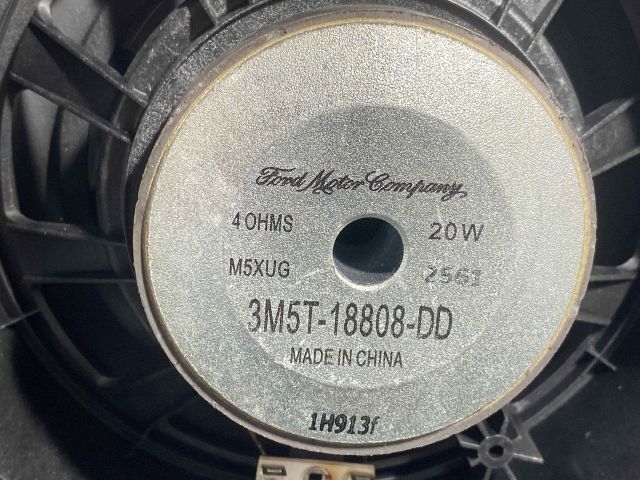 Ford Motor Company
4 OHMS 20W
M5XUG 2561
3M5T-18808-DD
MADE IN CHINA
1H913f